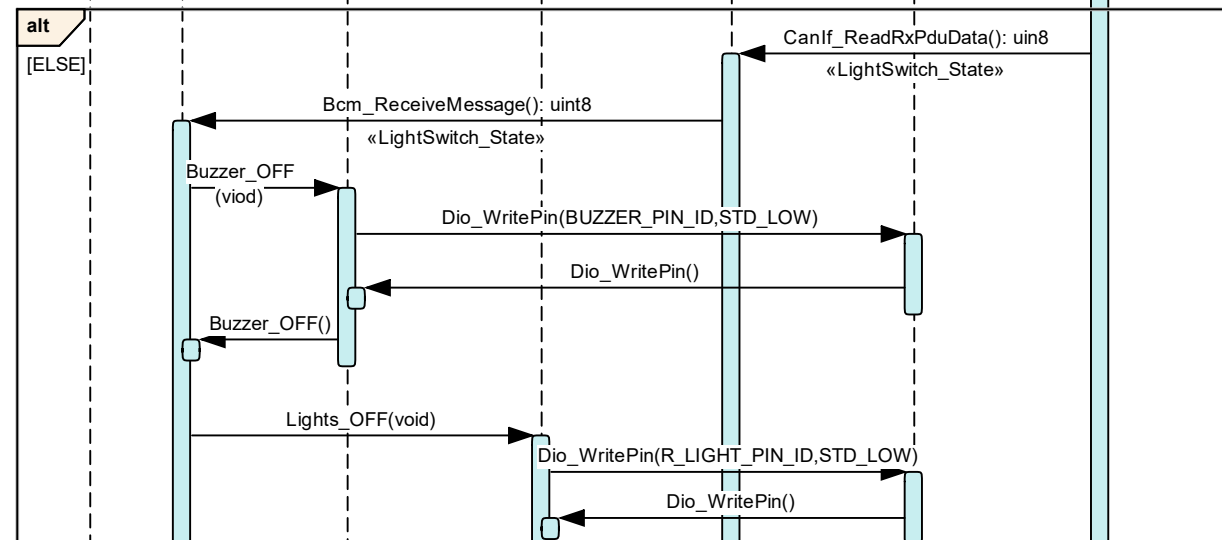 alt
CanIf_ReadRxPduData(): uin8
[ELSE]
«LightSwitch_State»
Bcm_ReceiveMessage(): uint8
«LightSwitch_State»
Buzzer_OFF
(viod)
Dio_WritePin(BUZZER_PIN_ID,STD_LOW)
Dio_WritePin()
Buzzer_OFF()
Lights_OFF(void)
Dio_WritePin(R_LIGHT_PIN_ID,STD_LOW)
Dio_WritePin()